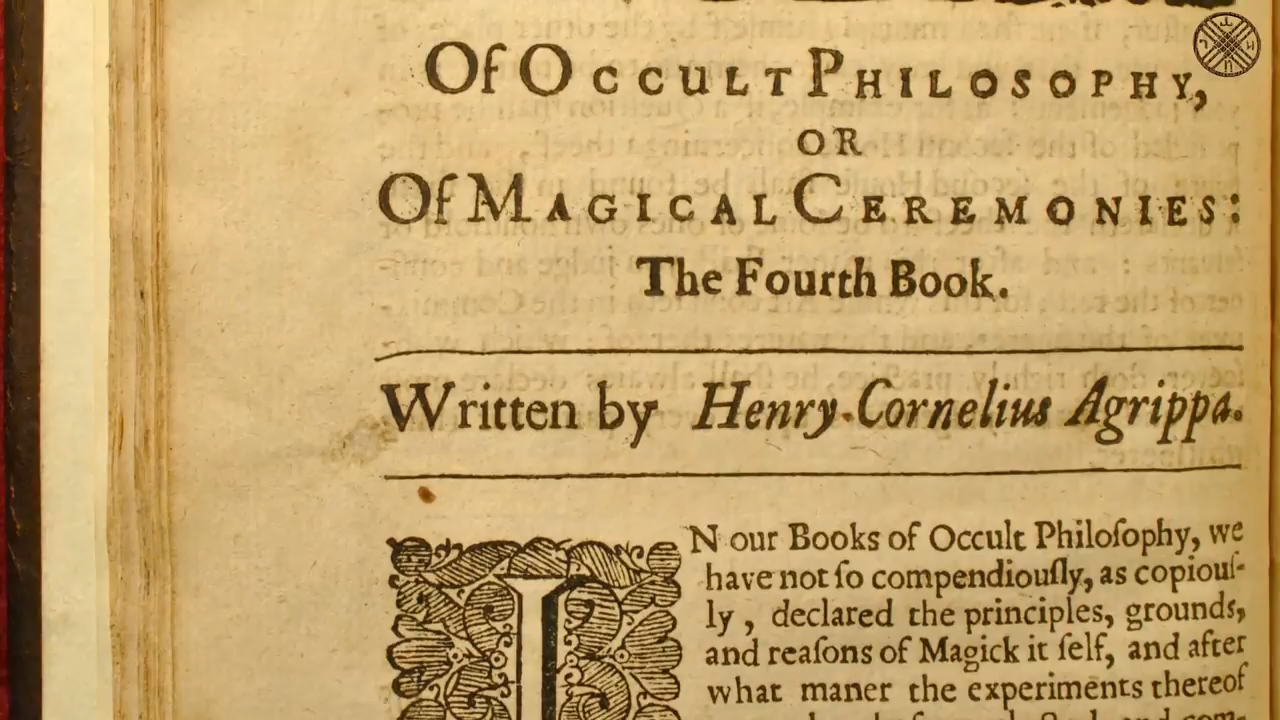 Of OCCULT PHILOSOPHY,
OR
Of MAGICAL CEREMONIES:
The Fourth Book.
Written by Henry Cornelius Agrippa.
IN our Books of Occult Philoſophy, we
have not ſo compendiouſly, as copiouſ-
ly, declared the principles, grounds,
and reaſons of Magick it ſelf, and after
what maner the experiments thereof